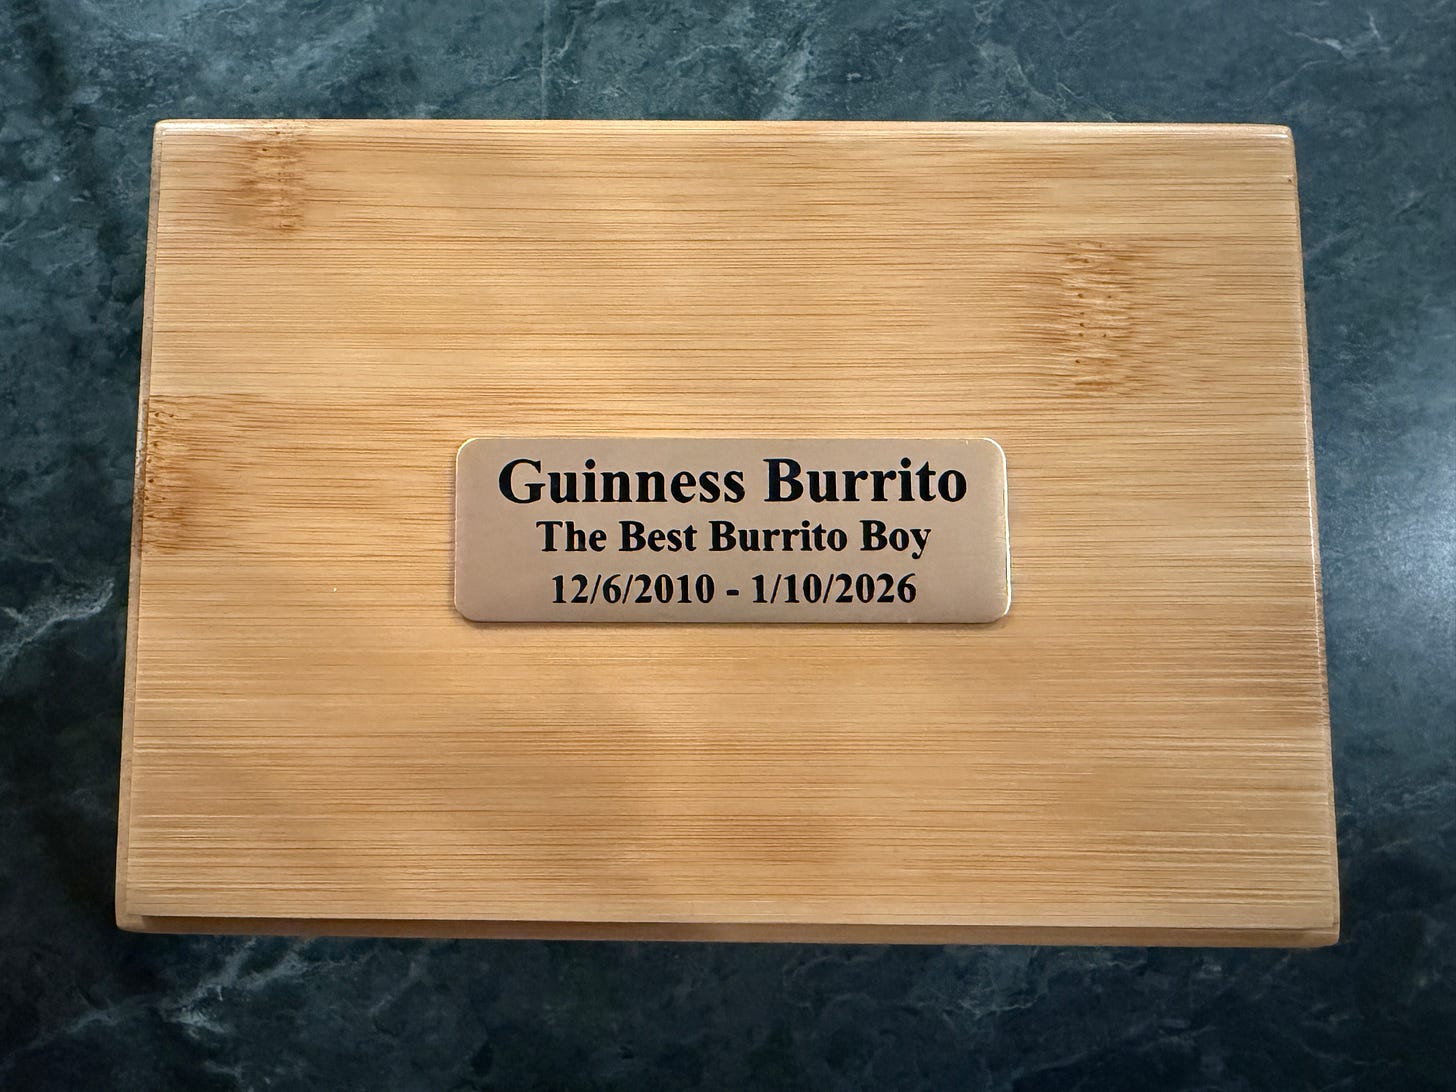 Guinness Burrito
The Best Burrito Boy
12/6/2010 - 1/10/2026